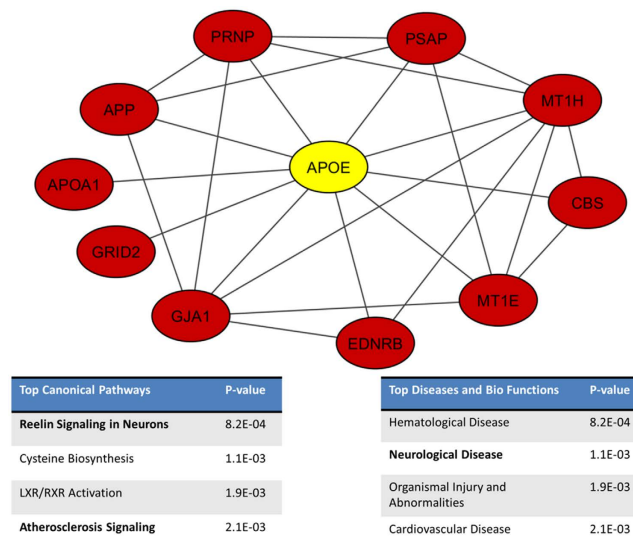 PRNP
PSAP
APP
MT1H
APOE
APOA1
CBS
GRID2
MT1E
GJA1
EDNRB
Top Canonical Pathways P-value
Reelin Signaling in Neurons 8.2E-04
Cysteine Biosynthesis 1.1E-03
LXR/RXR Activation 1.9E-03
Atherosclerosis Signaling 2.1E-03
Top Diseases and Bio Functions P-value
Hematological Disease 8.2E-04
Neurological Disease 1.1E-03
Organismal Injury and 1.9E-03
Abnormalities
Cardiovascular Disease 2.1E-03